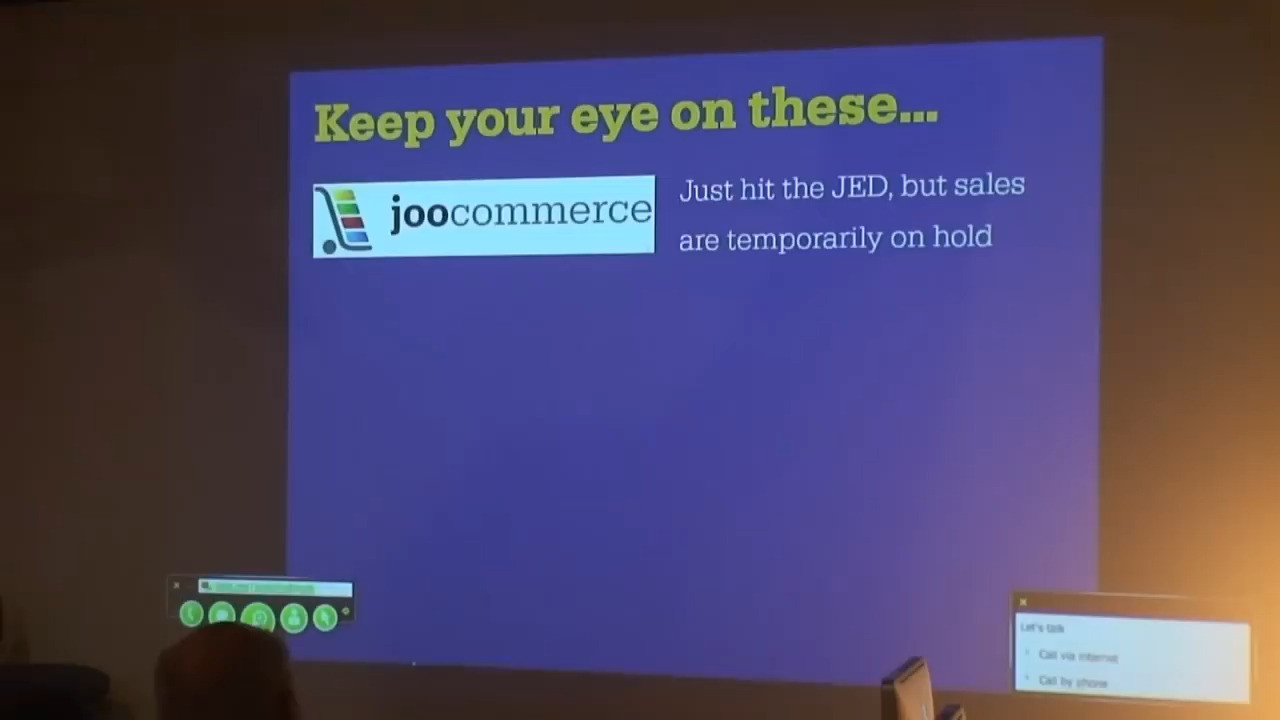 Keep your eye on these...
joocommerce
Just hit the JED, but sales
are temporarily on hold
Let's talk
Call via internet
Call by phone